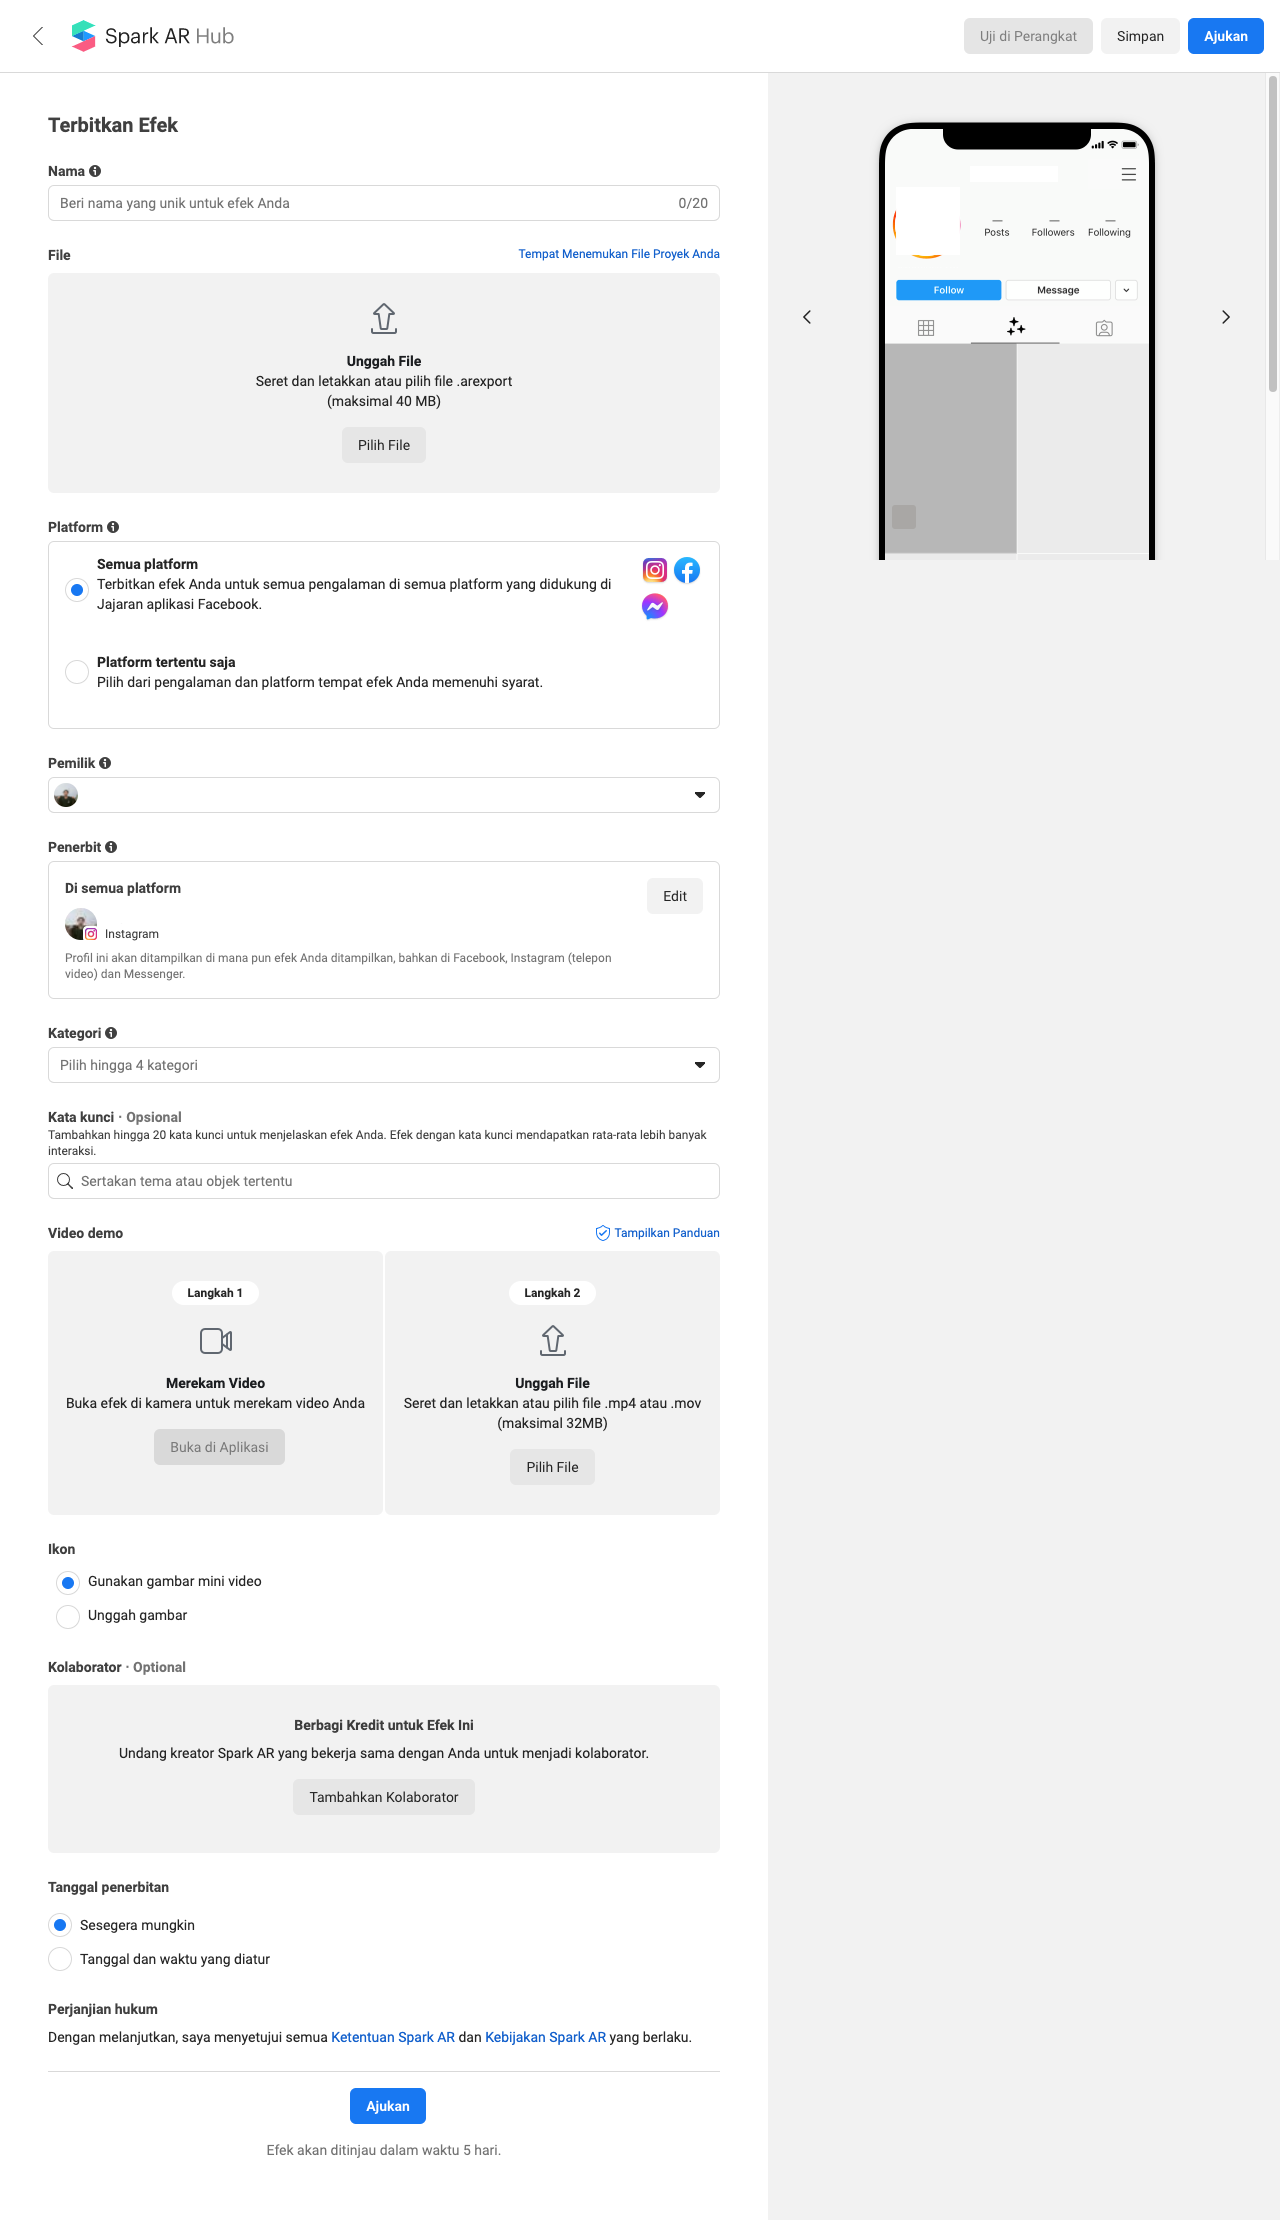 Spark AR Hub
Uji di Perangkat
Simpan
Ajukan
Terbitkan Efek
Nama
Beri nama yang unik untuk efek Anda
0/20
File
Tempat Menemukan File Proyek Anda
Unggah File
Seret dan letakkan atau pilih file .arexport
(maksimal 40 MB)
Pilih File
Platform
Semua platform
Terbitkan efek Anda untuk semua pengalaman di semua platform yang didukung di
Jajaran aplikasi Facebook.
Platform tertentu saja
Pilih dari pengalaman dan platform tempat efek Anda memenuhi syarat.
Pemilik
Penerbit
Di semua platform
Edit
Instagram
Profil ini akan ditampilkan di mana pun efek Anda ditampilkan, bahkan di Facebook, Instagram (telepon
video) dan Messenger.
Kategori
Pilih hingga 4 kategori
Kata kunci · Opsional
Tambahkan hingga 20 kata kunci untuk menjelaskan efek Anda. Efek dengan kata kunci mendapatkan rata-rata lebih banyak
interaksi.
Sertakan tema atau objek tertentu
Video demo
Tampilkan Panduan
Langkah 1
Merekam Video
Buka efek di kamera untuk merekam video Anda
Buka di Aplikasi
Langkah 2
Unggah File
Seret dan letakkan atau pilih file .mp4 atau .mov
(maksimal 32MB)
Pilih File
Ikon
Gunakan gambar mini video
Unggah gambar
Kolaborator · Optional
Berbagi Kredit untuk Efek Ini
Undang kreator Spark AR yang bekerja sama dengan Anda untuk menjadi kolaborator.
Tambahkan Kolaborator
Tanggal penerbitan
Sesegera mungkin
Tanggal dan waktu yang diatur
Perjanjian hukum
Dengan melanjutkan, saya menyetujui semua Ketentuan Spark AR dan Kebijakan Spark AR yang berlaku.
Ajukan
Efek akan ditinjau dalam waktu 5 hari.
Posts
Followers
Following
Follow
Message